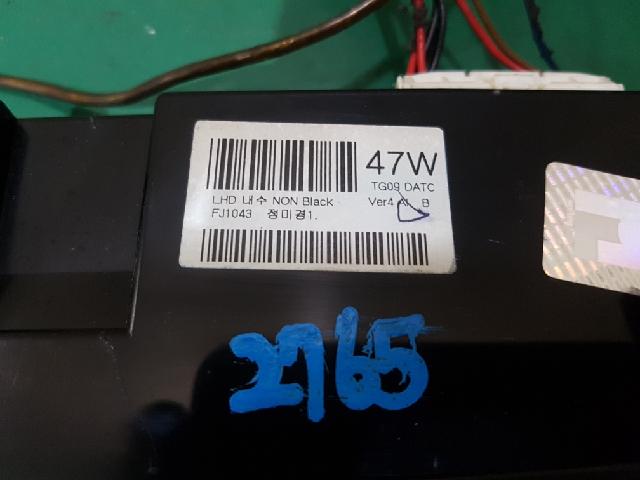 47W
TG09 DATC
LHD 내수 NON Black
Ver4 B
FJ1043 정미경1.
2765